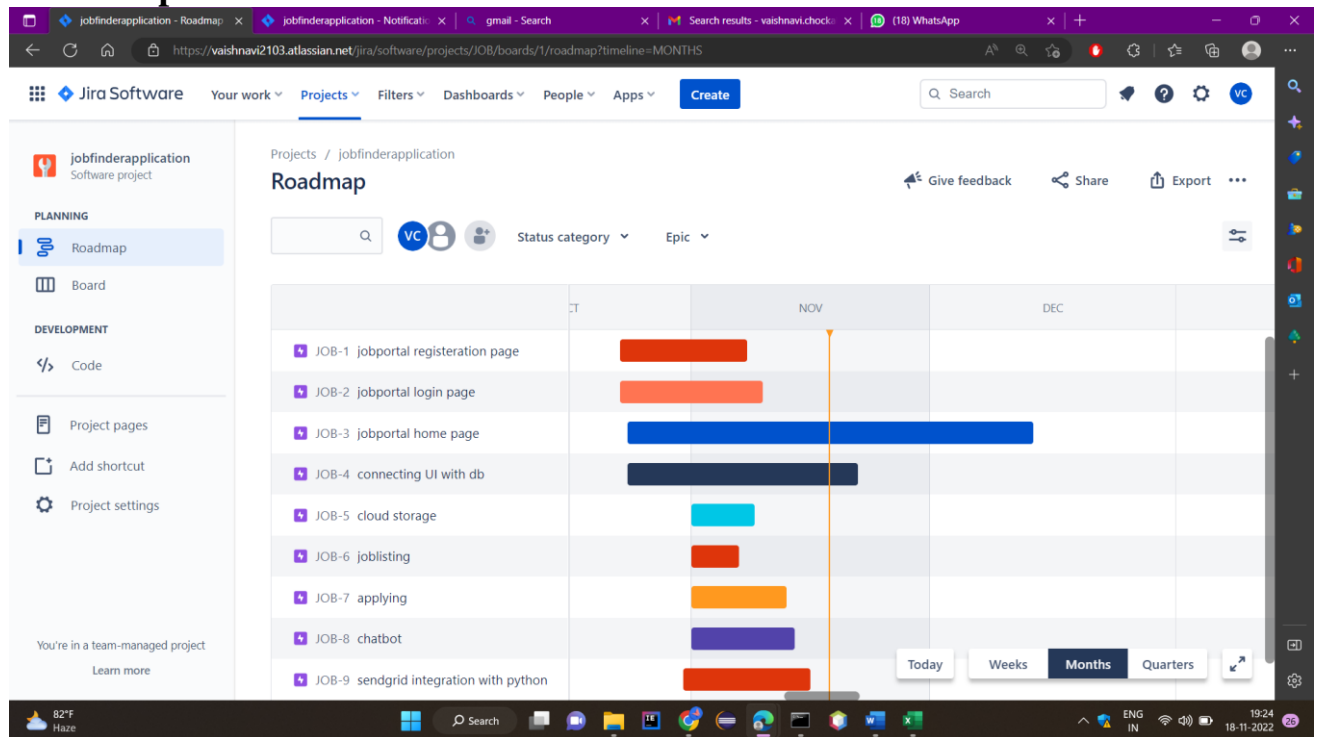 jobfinderapplication - Roadmap
jobfinderapplication - Notificatic
gmail - Search
Search results - vaishnavi.chocka
(18) WhatsApp
https://vaishnavi2103.atlassian.net/jira/software/projects/JOB/boards/1/roadmap?timeline=MONTHS
Jira Software Your work Projects Filters Dashboards People Apps Create Search VC
jobfinderapplication
Software project
PLANNING
Roadmap
Board
DEVELOPMENT
Code
Project pages
Add shortcut
Project settings
You're in a team-managed project
Learn more
Projects / jobfinderapplication
Roadmap
Give feedback Share Export
VC Status category Epic
CT NOV DEC
JOB-1 jobportal registeration page
JOB-2 jobportal login page
JOB-3 jobportal home page
JOB-4 connecting UI with db
JOB-5 cloud storage
JOB-6 joblisting
JOB-7 applying
JOB-8 chatbot
JOB-9 sendgrid integration with python
Today Weeks Months Quarters
82°F
Haze
Search
ENG
IN
19:24
18-11-2022
26